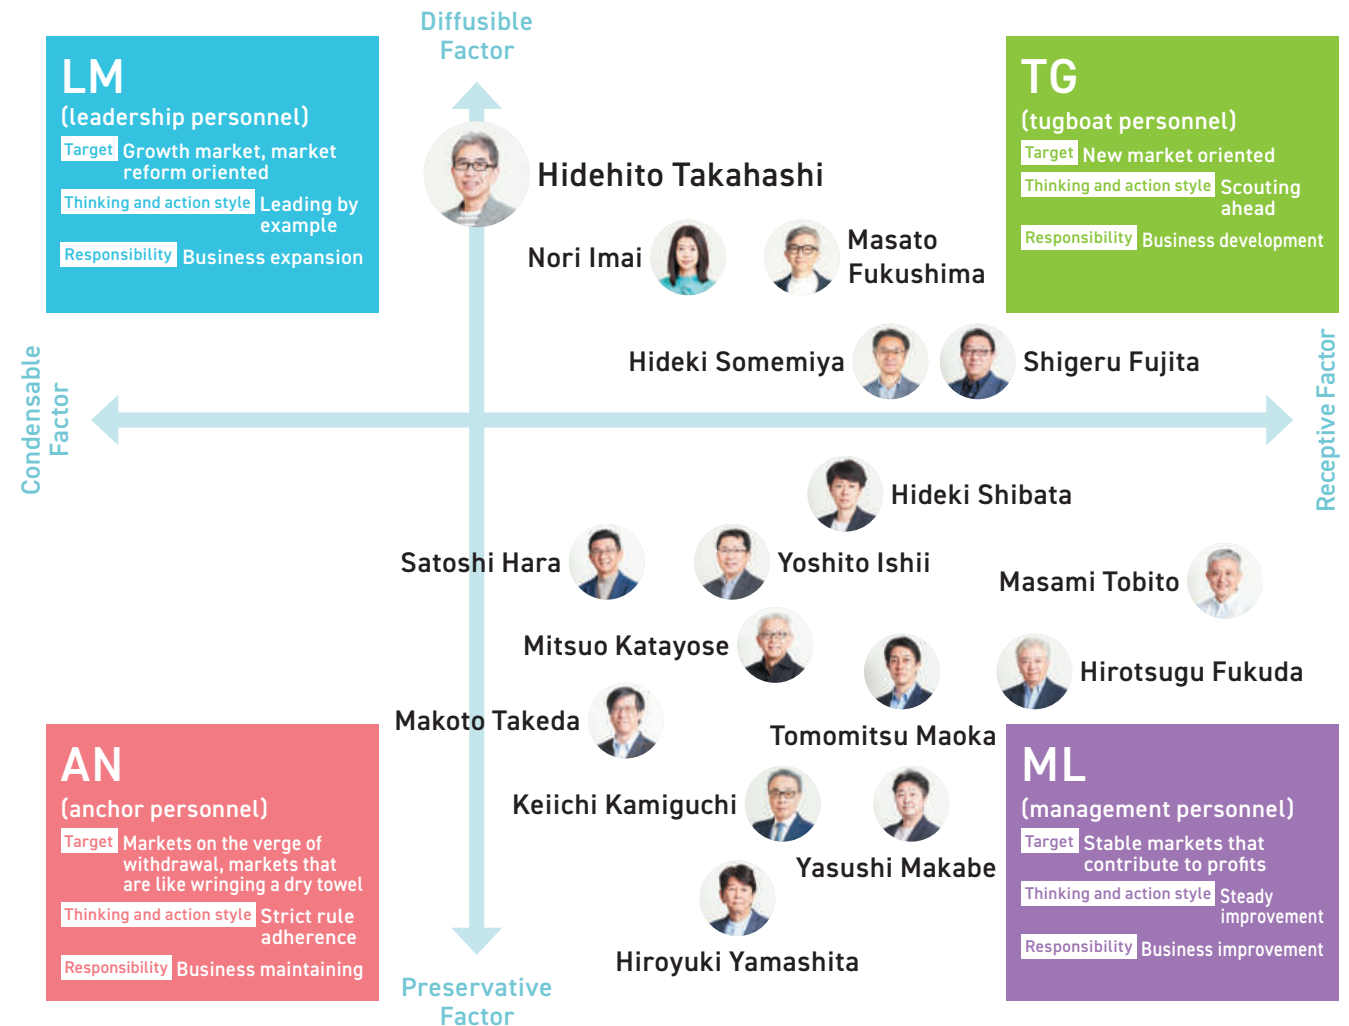 Diffusible
Factor
LM
(leadership personnel)
Target Growth market, market
reform oriented
Thinking and action style Leading by
example
Responsibility Business expansion
TG
(tugboat personnel)
Target New market oriented
Thinking and action style Scouting
ahead
Responsibility Business development
Hidehito Takahashi
Nori Imai
Masato
Fukushima
Hideki Somemiya
Shigeru Fujita
Condensable
Factor
Receptive Factor
Hideki Shibata
Satoshi Hara
Yoshito Ishii
Masami Tobito
Mitsuo Katayose
Hirotsugu Fukuda
Makoto Takeda
Tomomitsu Maoka
Keiichi Kamiguchi
Yasushi Makabe
Hiroyuki Yamashita
AN
(anchor personnel)
Target Markets on the verge of
withdrawal, markets that
are like wringing a dry towel
Thinking and action style Strict rule
adherence
Responsibility Business maintaining
ML
(management personnel)
Target Stable markets that
contribute to profits
Thinking and action style Steady
improvement
Responsibility Business improvement
Preservative
Factor